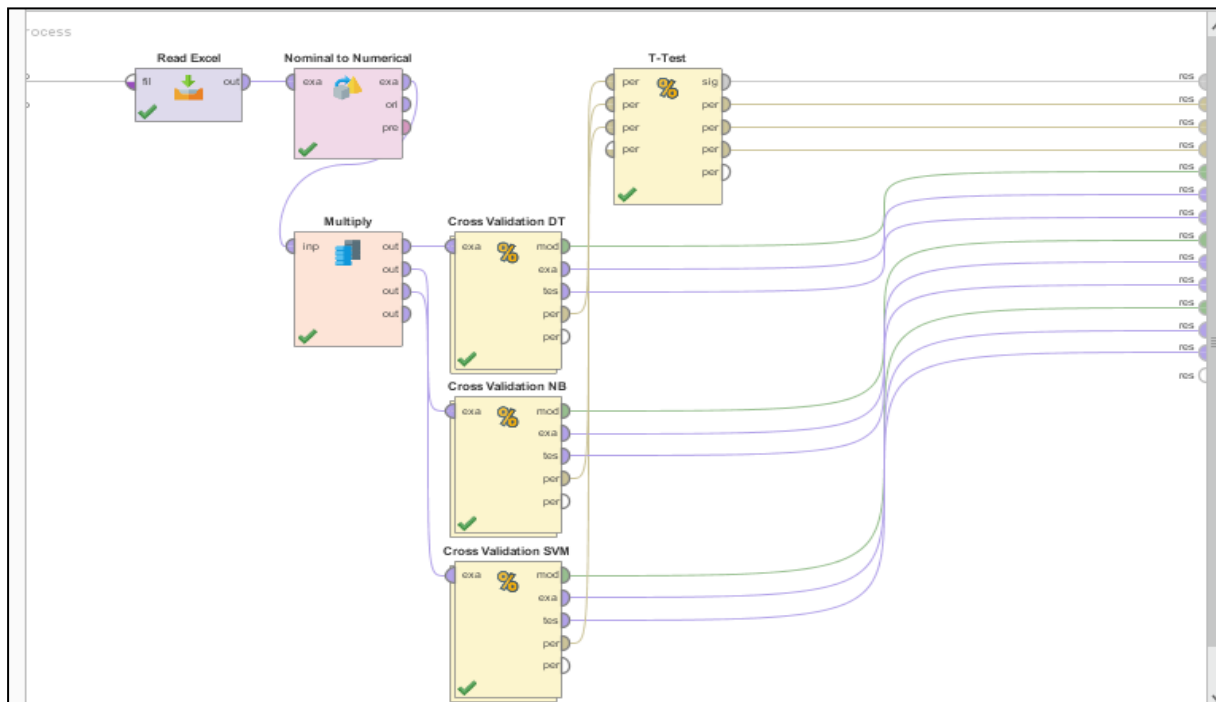 rocess
Read Excel
fil
out
Nominal to Numerical
exa
exa
ori
pre
T-Test
per
sig
per
per
per
per
per
per
per
Multiply
inp
out
out
out
out
Cross Validation DT
exa
mod
exa
tes
per
per
Cross Validation NB
exa
mod
exa
tes
per
per
Cross Validation SVM
exa
mod
exa
tes
per
per
res
res
res
res
res
res
res
res
res
res
res
res
res
res